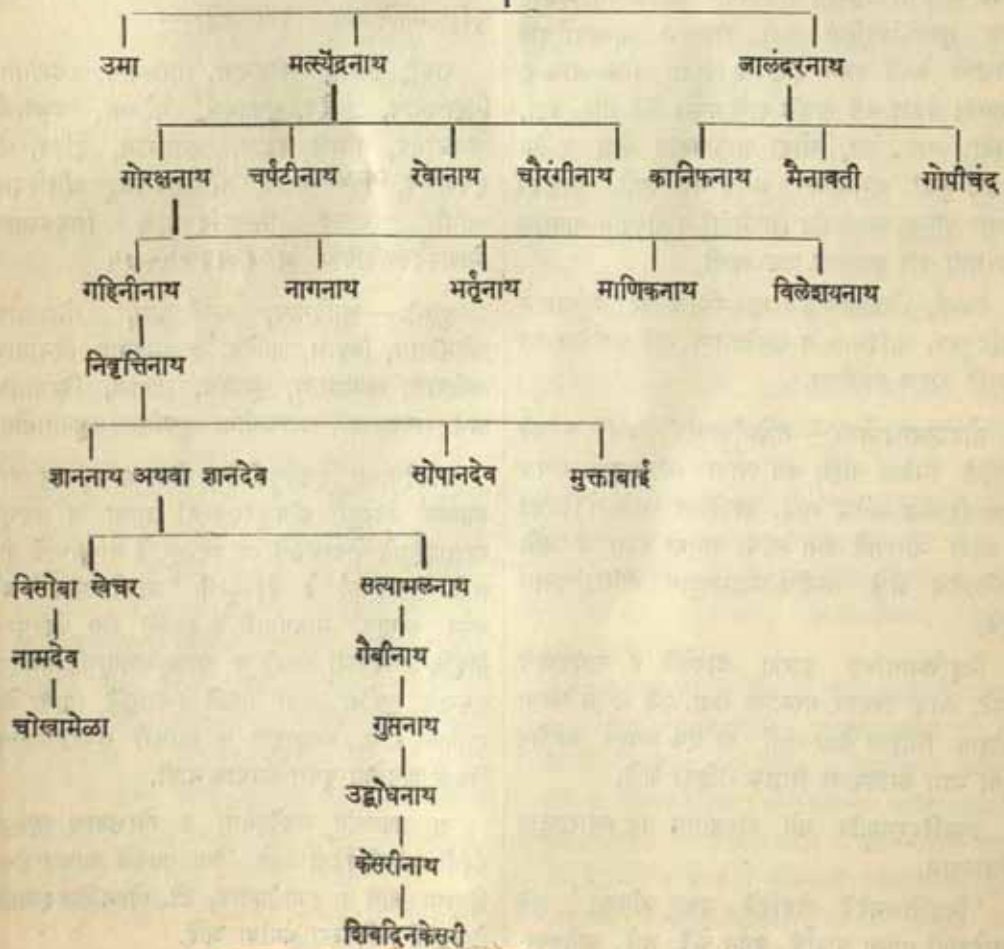 उमा मत्स्येंद्रनाथ जालंदरनाथ
गोरक्षनाथ चर्पटीनाथ रेवानाथ चौरंगीनाथ कानिफनाथ मैनावती गोपीचंद
गहिनीनाथ नागनाथ भर्तृनाथ माणिकनाथ विलेशयनाथ
निवृत्तिनाथ
ज्ञाननाथ अथवा ज्ञानदेव सोपानदेव मुक्ताबाई
विसोबा खेचर सत्यामलनाथ
नामदेव गैबीनाथ
चोखामेळा गुप्तनाथ
उद्बोधनाथ
केसरीनाथ
शिवदिनकेसरी